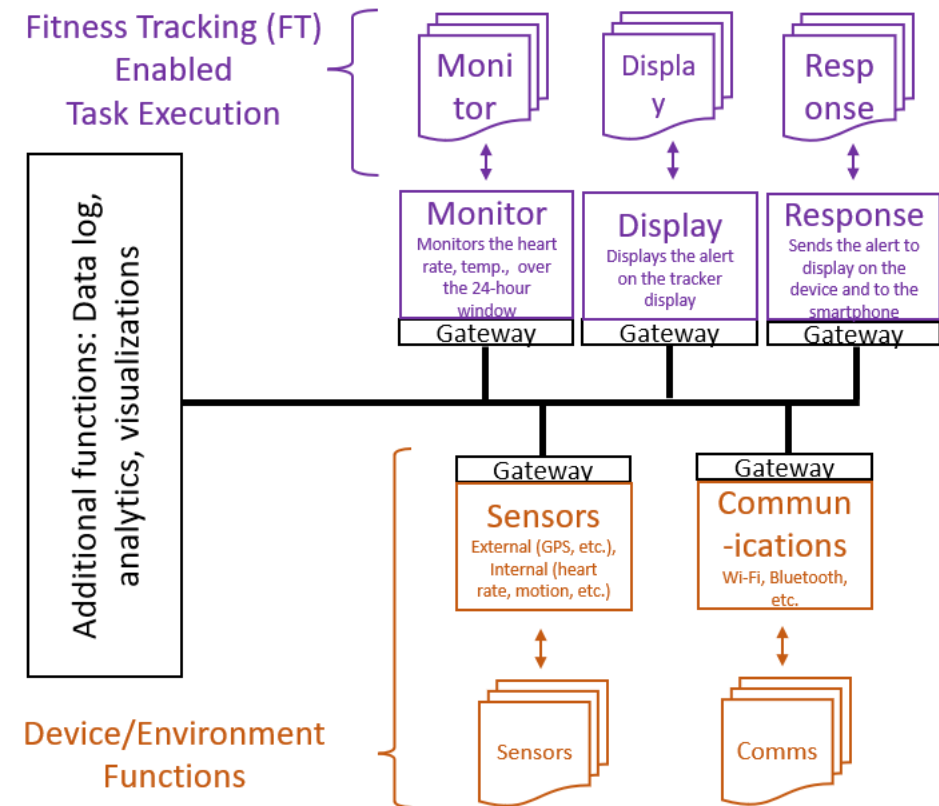 Fitness Tracking (FT)
Enabled
Task Execution
Moni
tor
Displa
y
Resp
onse
Additional functions: Data log,
analytics, visualizations
Monitor
Monitors the heart
rate, temp.,  over
the 24-hour
window
Gateway
Display
Displays the alert
on the tracker
display
Gateway
Response
Sends the alert to
display on the
device and to the
smartphone
Gateway
Gateway
Sensors
External (GPS, etc.),
Internal (heart
rate, motion, etc.)
Gateway
Commun
-ications
Wi-Fi, Bluetooth,
etc.
Device/Environment
Functions
Sensors
Comms